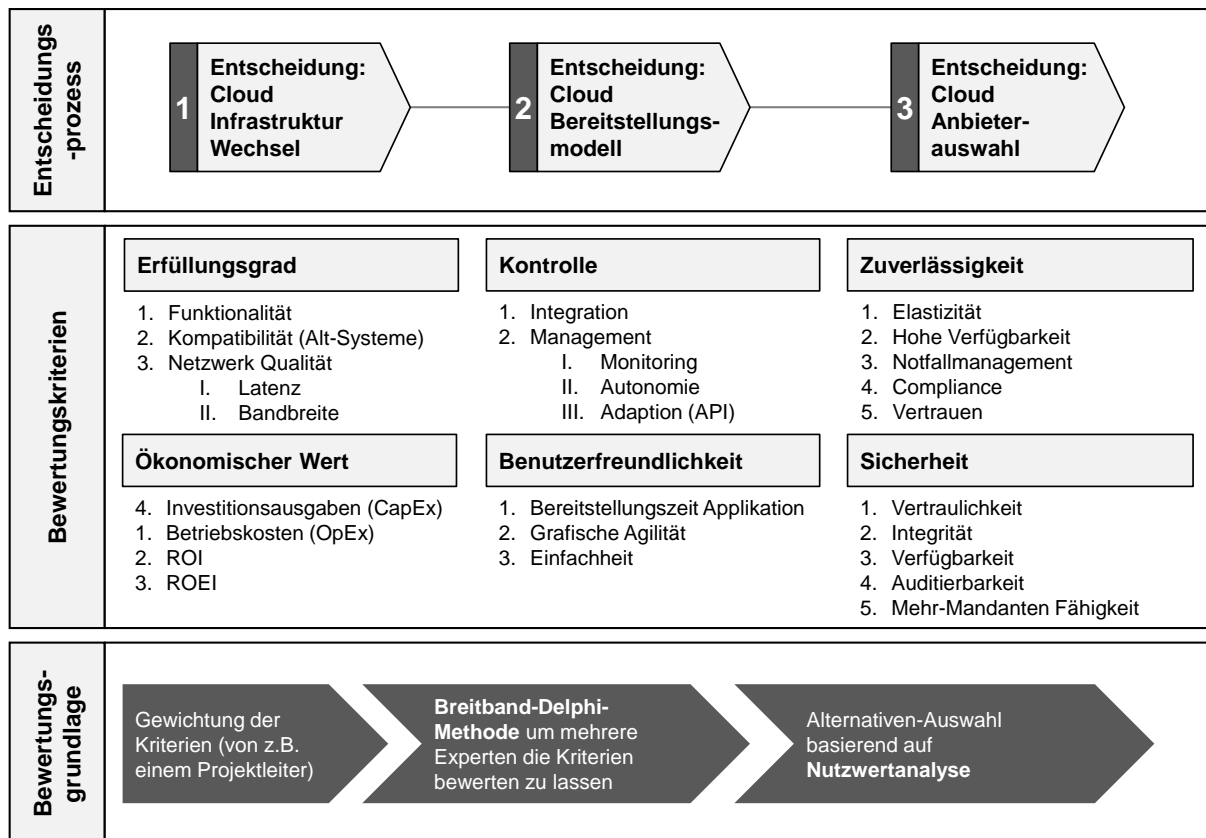 Entscheidungs
-prozess
1
Entscheidung:
Cloud
Infrastruktur
Wechsel
2
Entscheidung:
Cloud
Bereitstellungs-
modell
3
Entscheidung:
Cloud
Anbieter-
auswahl
Bewertungskriterien
Erfüllungsgrad
1. Funktionalität
2. Kompatibilität (Alt-Systeme)
3. Netzwerk Qualität
I. Latenz
II. Bandbreite
Kontrolle
1. Integration
2. Management
I. Monitoring
II. Autonomie
III. Adaption (API)
Zuverlässigkeit
1. Elastizität
2. Hohe Verfügbarkeit
3. Notfallmanagement
4. Compliance
5. Vertrauen
Ökonomischer Wert
4. Investitionsausgaben (CapEx)
1. Betriebskosten (OpEx)
2. ROI
3. ROEI
Benutzerfreundlichkeit
1. Bereitstellungszeit Applikation
2. Grafische Agilität
3. Einfachheit
Sicherheit
1. Vertraulichkeit
2. Integrität
3. Verfügbarkeit
4. Auditierbarkeit
5. Mehr-Mandanten Fähigkeit
Bewertungs-
grundlage
Gewichtung der
Kriterien (von z.B.
einem Projektleiter)
Breitband-Delphi-
Methode um mehrere
Experten die Kriterien
bewerten zu lassen
Alternativen-Auswahl
basierend auf
Nutzwertanalyse